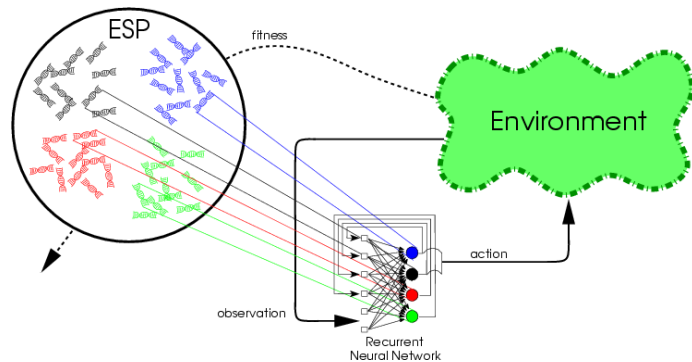 ESP
fitness
Environment
action
observation
Recurrent
Neural Network